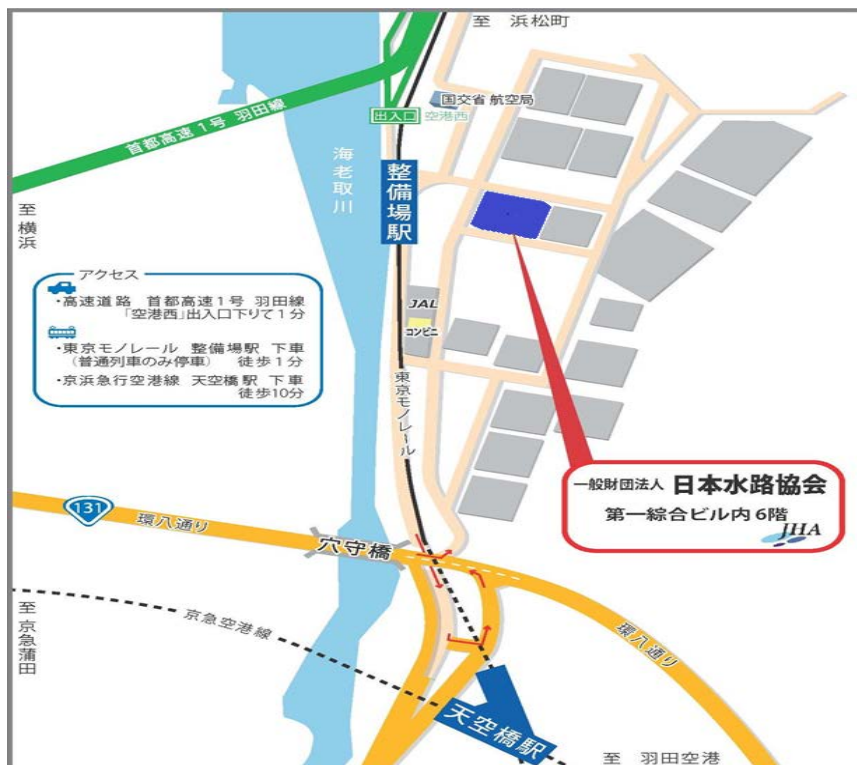 至 浜松町
国交省 航空局
出入口 空港西
首都高速1号 羽田線
海老取川
整備場駅
至 横浜
アクセス
・高速道路 首都高速1号 羽田線
「空港西」出入口下りて1分
・東京モノレール 整備場駅 下車
(普通列車のみ停車) 徒歩1分
・京浜急行空港線 天空橋駅 下車
徒歩10分
JAL
コンビニ
東京モノレール
一般財団法人 日本水路協会
第一綜合ビル内6階
JHA
131
環八通り
穴守橋
至 京急蒲田
京急空港線
環八通り
天空橋駅
至 羽田空港